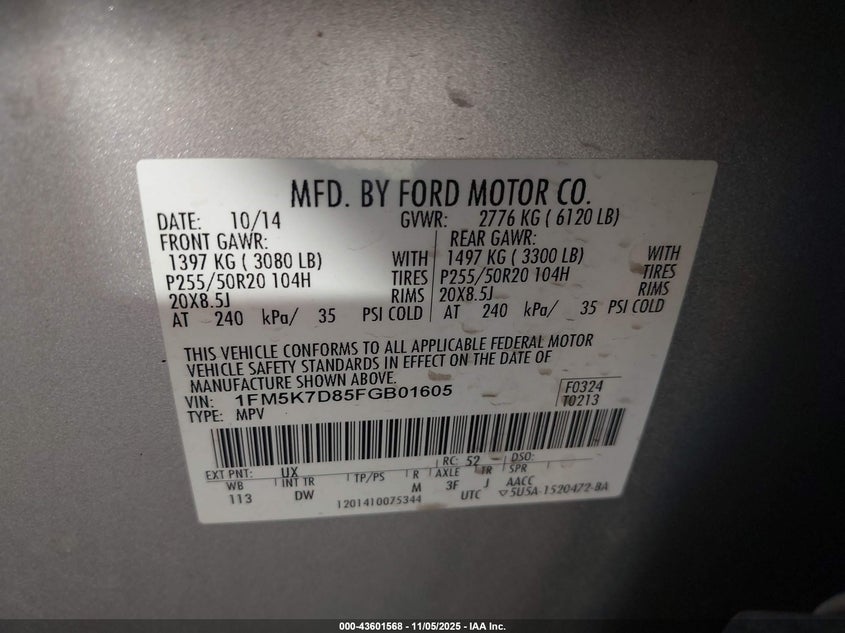 MFD. BY FORD MOTOR CO.
DATE: 10/14 GVWR: 2776 KG ( 6120 LB)
FRONT GAWR: REAR GAWR:
1397 KG ( 3080 LB) WITH 1497 KG ( 3300 LB) WITH
P255/50R20 104H TIRES P255/50R20 104H TIRES
20X8.5J RIMS 20X8.5J RIMS
AT 240 kPa/ 35 PSI COLD AT 240 kPa/ 35 PSI COLD
THIS VEHICLE CONFORMS TO ALL APPLICABLE FEDERAL MOTOR
VEHICLE SAFETY STANDARDS IN EFFECT ON THE DATE OF
MANUFACTURE SHOWN ABOVE.
VIN: 1FM5K7D85FGB01605 F0324
TYPE: MPV T0213
EXT PNT: UX RC: 52 DSO:
WB INT TR TP/PS R AXLE TR SPR
113 DW M 3F J AACC
1201410075344 UTC ▽5U5A-1520472-BA
000-43601568 - 11/05/2025 - IAA Inc.